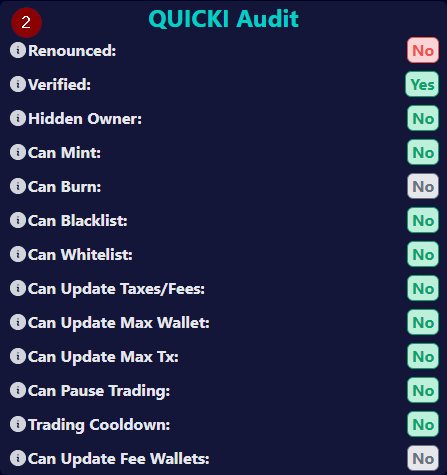 2
QUICKI Audit
i Renounced: No
i Verified: Yes
i Hidden Owner: No
i Can Mint: No
i Can Burn: No
i Can Blacklist: No
i Can Whitelist: No
i Can Update Taxes/Fees: No
i Can Update Max Wallet: No
i Can Update Max Tx: No
i Can Pause Trading: No
i Trading Cooldown: No
i Can Update Fee Wallets: No